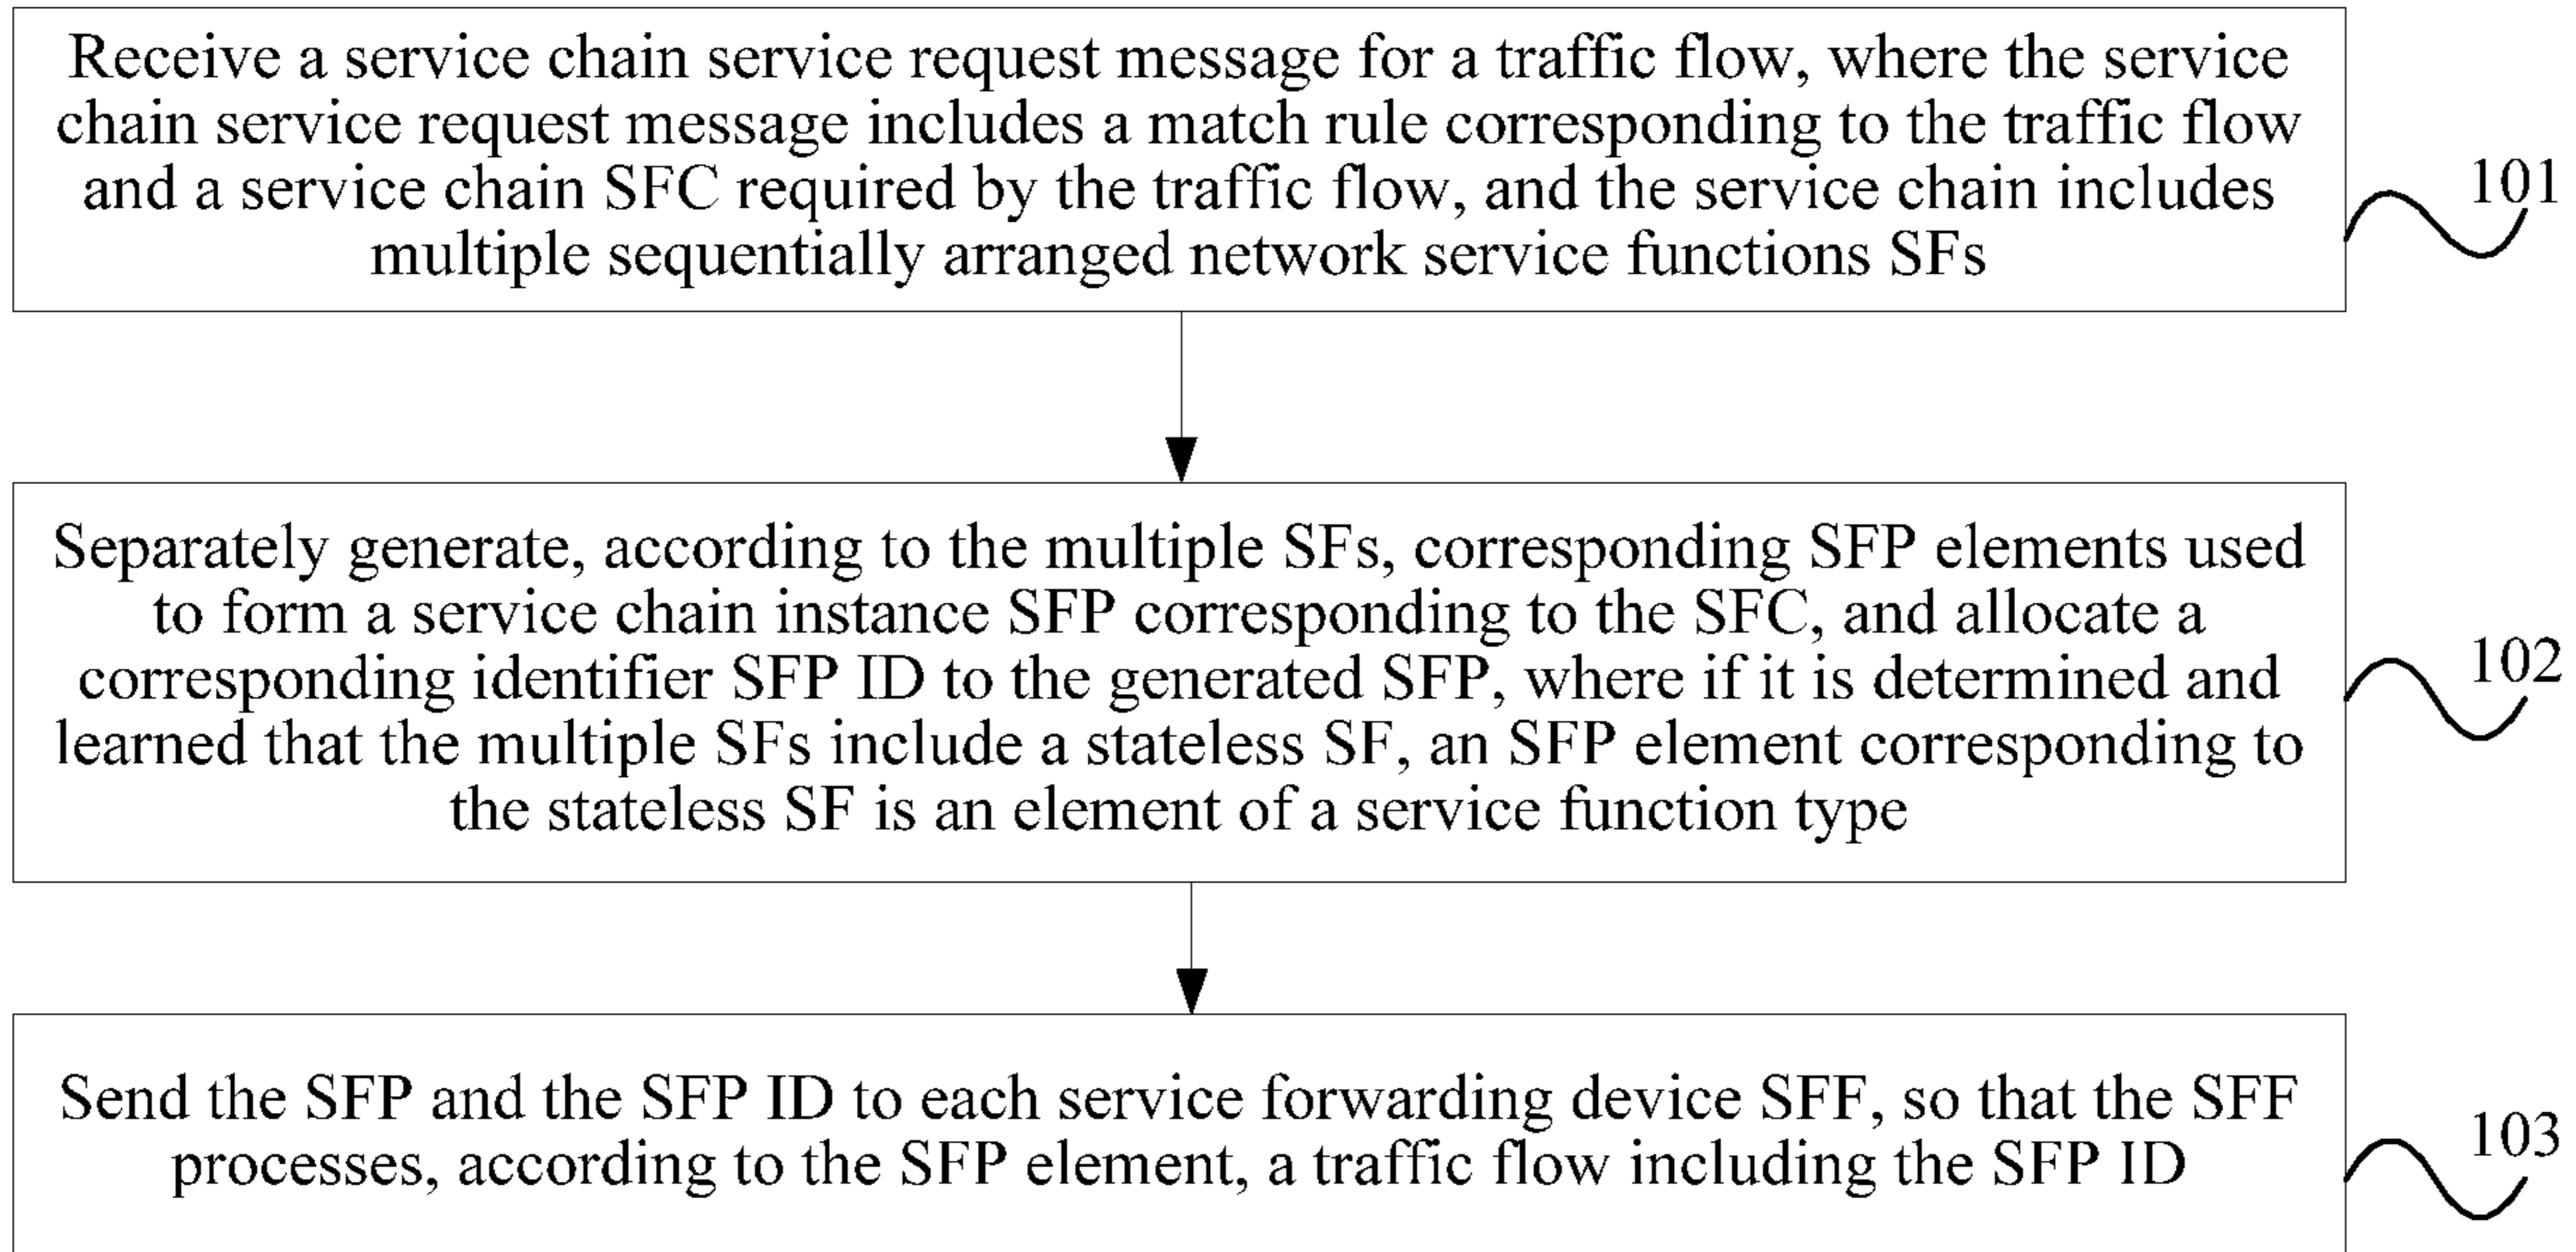 Receive a service chain service request message for a traffic flow, where the service
chain service request message includes a match rule corresponding to the traffic flow
and a service chain SFC required by the traffic flow, and the service chain includes
multiple sequentially arranged network service functions SFs
101
Separately generate, according to the multiple SFs, corresponding SFP elements used
to form a service chain instance SFP corresponding to the SFC, and allocate a
corresponding identifier SFP ID to the generated SFP, where if it is determined and
learned that the multiple SFs include a stateless SF, an SFP element corresponding to
the stateless SF is an element of a service function type
102
Send the SFP and the SFP ID to each service forwarding device SFF, so that the SFF
processes, according to the SFP element, a traffic flow including the SFP ID
103